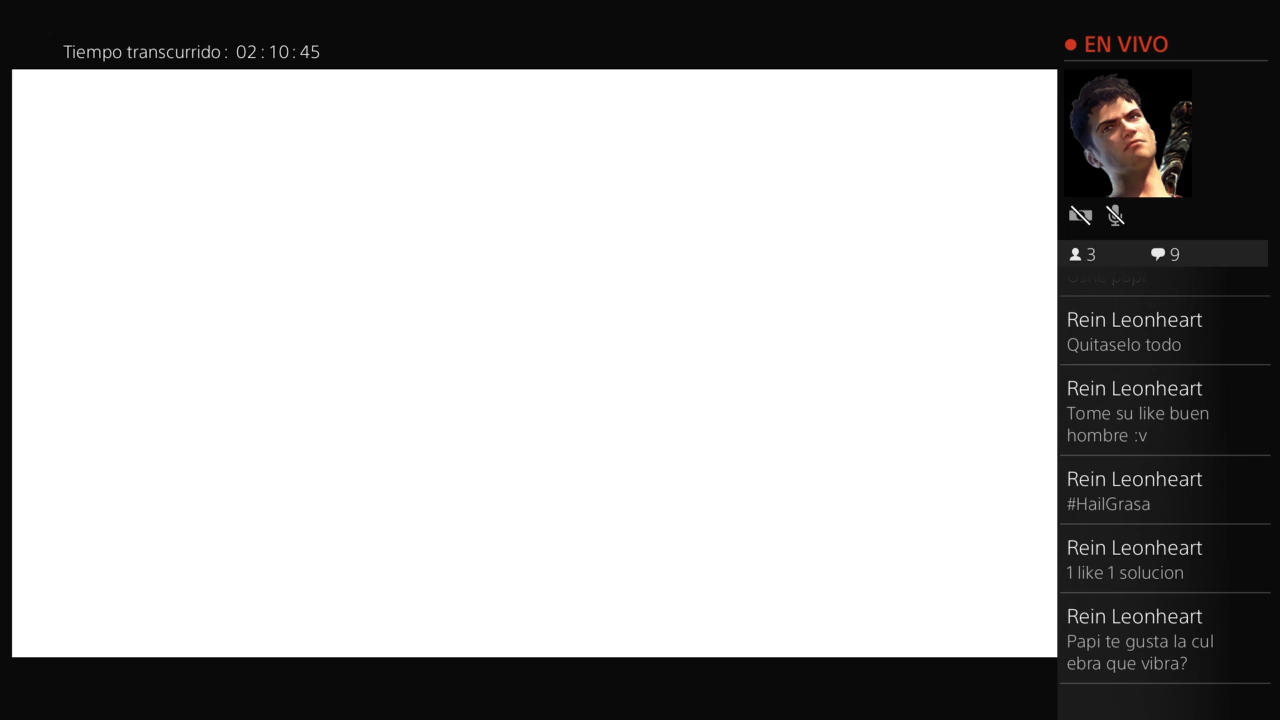 Tiempo transcurrido : 02 : 10 : 45
EN VIVO
3
9
papi
Rein Leonheart
Quitaselo todo
Rein Leonheart
Tome su like buen
hombre :v
Rein Leonheart
#HailGrasa
Rein Leonheart
1 like 1 solucion
Rein Leonheart
Papi te gusta la cul
ebra que vibra?